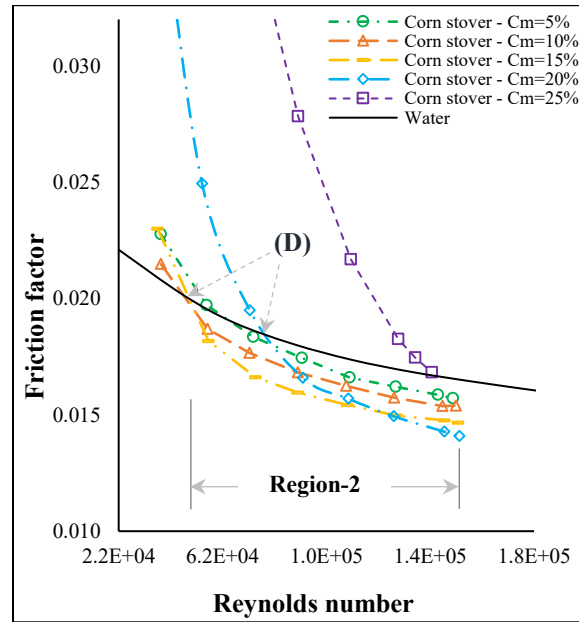 Corn stover - Cm=5%
Corn stover - Cm=10%
Corn stover - Cm=15%
Corn stover - Cm=20%
Corn stover - Cm=25%
Water
0.030
0.025
0.020
0.015
0.010
Friction factor
(D)
Region-2
2.2E+04
6.2E+04
1.0E+05
1.4E+05
1.8E+05
Reynolds number